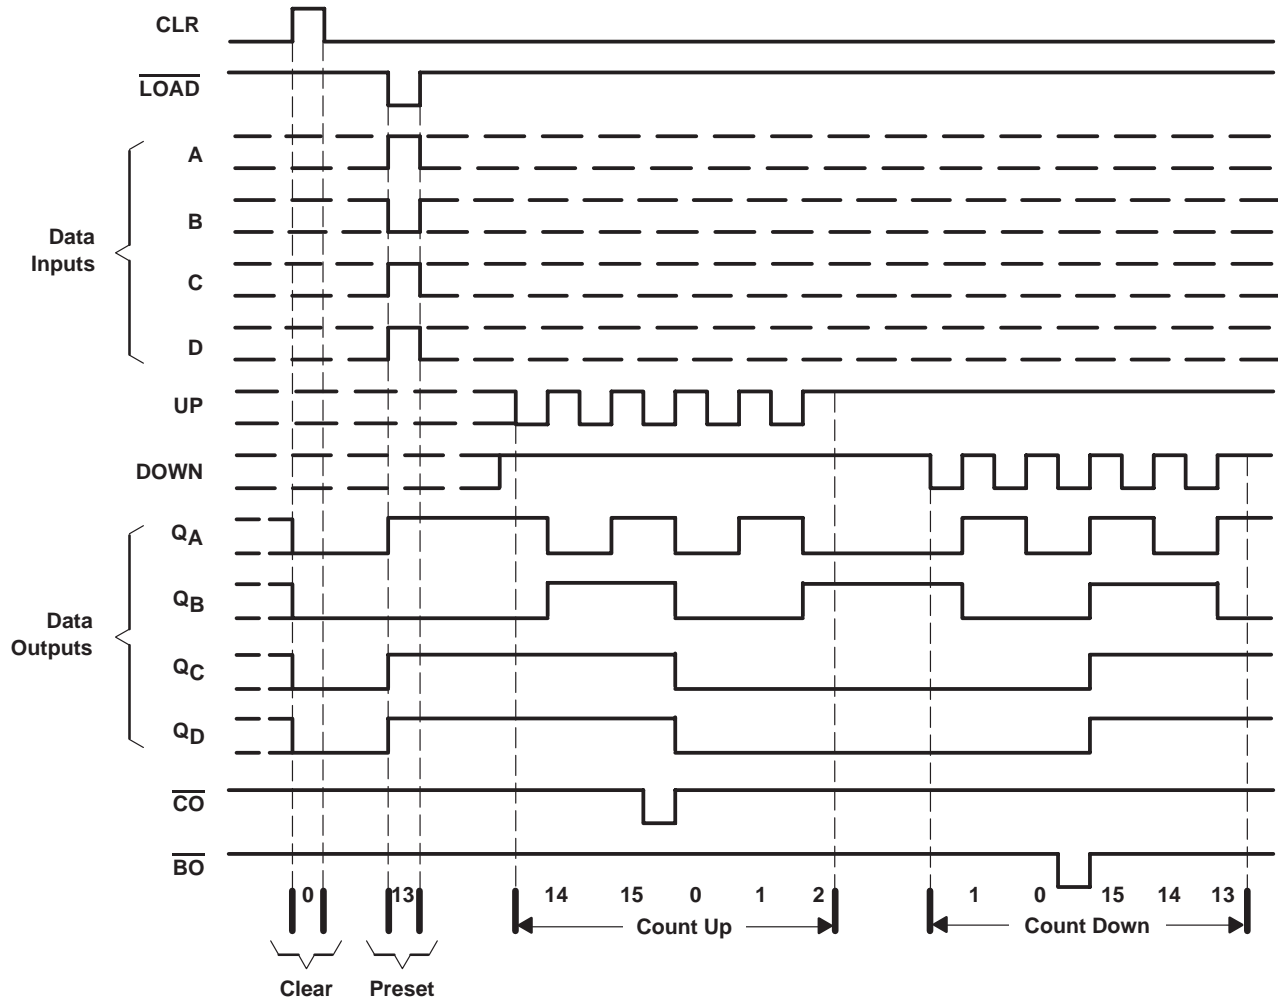 CLR
LOAD
A
B
Data
Inputs
C
D
UP
DOWN
QA
QB
Data
Outputs
QC
QD
CO
BO
0 13 14 15 0 1 2 1 0 15 14 13
Count Up Count Down
Clear Preset